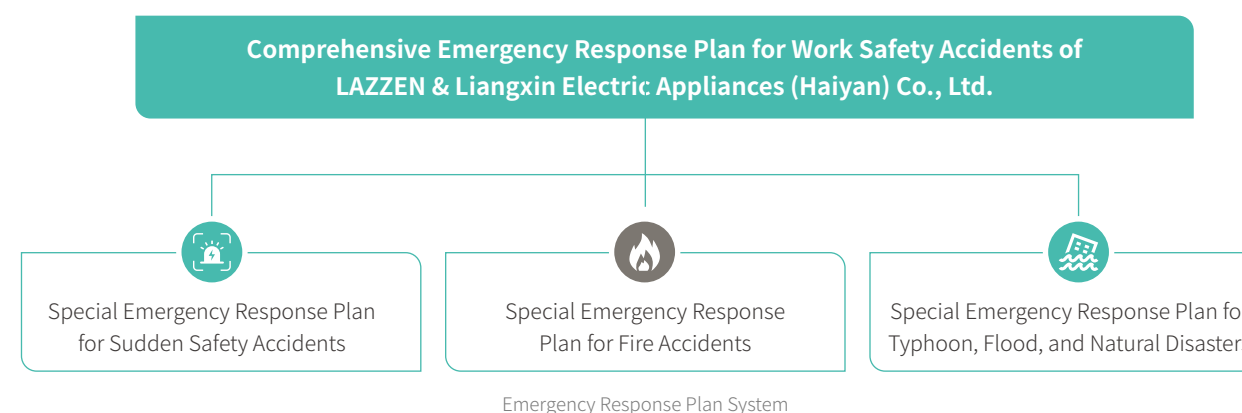 Comprehensive Emergency Response Plan for Work Safety Accidents of
LAZZEN & Liangxin Electric Appliances (Haiyan) Co., Ltd.
Special Emergency Response Plan
for Sudden Safety Accidents
Special Emergency Response
Plan for Fire Accidents
Special Emergency Response Plan fo
Typhoon, Flood, and Natural Disaster
Emergency Response Plan System